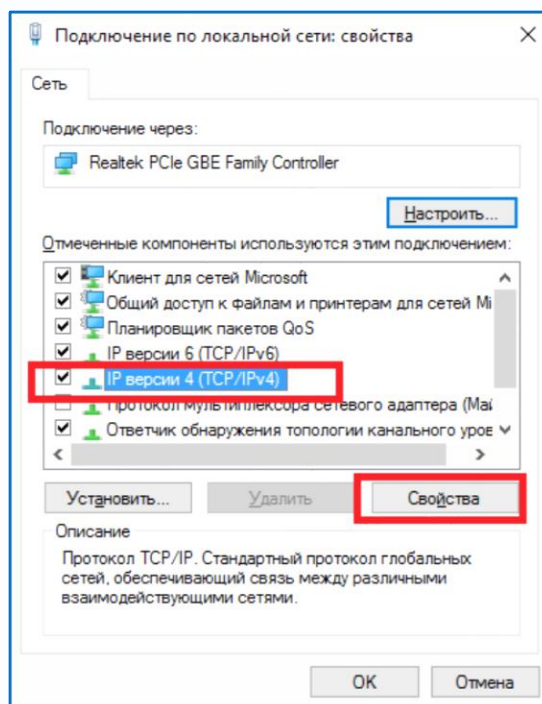 Подключение по локальной сети: свойства
Сеть
Подключение через:
Realtek PCIe GBE Family Controller
Настроить...
Отмеченные компоненты используются этим подключением:
Клиент для сетей Microsoft
Общий доступ к файлам и принтерам для сетей Mi
Планировщик пакетов QoS
IP версии 6 (TCP/IPv6)
IP версии 4 (TCP/IPv4)
Протокол мультиплексора сетевого адаптера (Май
Ответчик обнаружения топологии канального уров
Установить...
Удалить
Свойства
Описание
Протокол TCP/IP. Стандартный протокол глобальных
сетей, обеспечивающий связь между различными
взаимодействующими сетями.
OK
Отмена